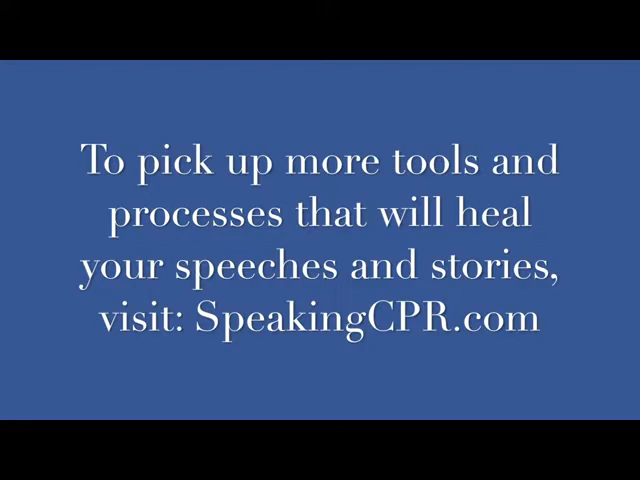 To pick up more tools and
processes that will heal
your speeches and stories,
visit: SpeakingCPR.com